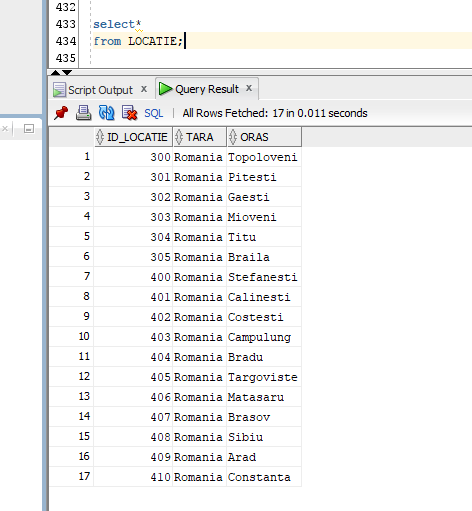 432
433 select*
434 from LOCATIE;
435
Script Output x Query Result x
SQL | All Rows Fetched: 17 in 0.011 seconds
ID_LOCATIE TARA ORAS
1 300 Romania Topoloveni
2 301 Romania Pitesti
3 302 Romania Gaesti
4 303 Romania Mioveni
5 304 Romania Titu
6 305 Romania Braila
7 400 Romania Stefanesti
8 401 Romania Calinesti
9 402 Romania Costesti
10 403 Romania Campulung
11 404 Romania Bradu
12 405 Romania Targoviste
13 406 Romania Matasaru
14 407 Romania Brasov
15 408 Romania Sibiu
16 409 Romania Arad
17 410 Romania Constanta